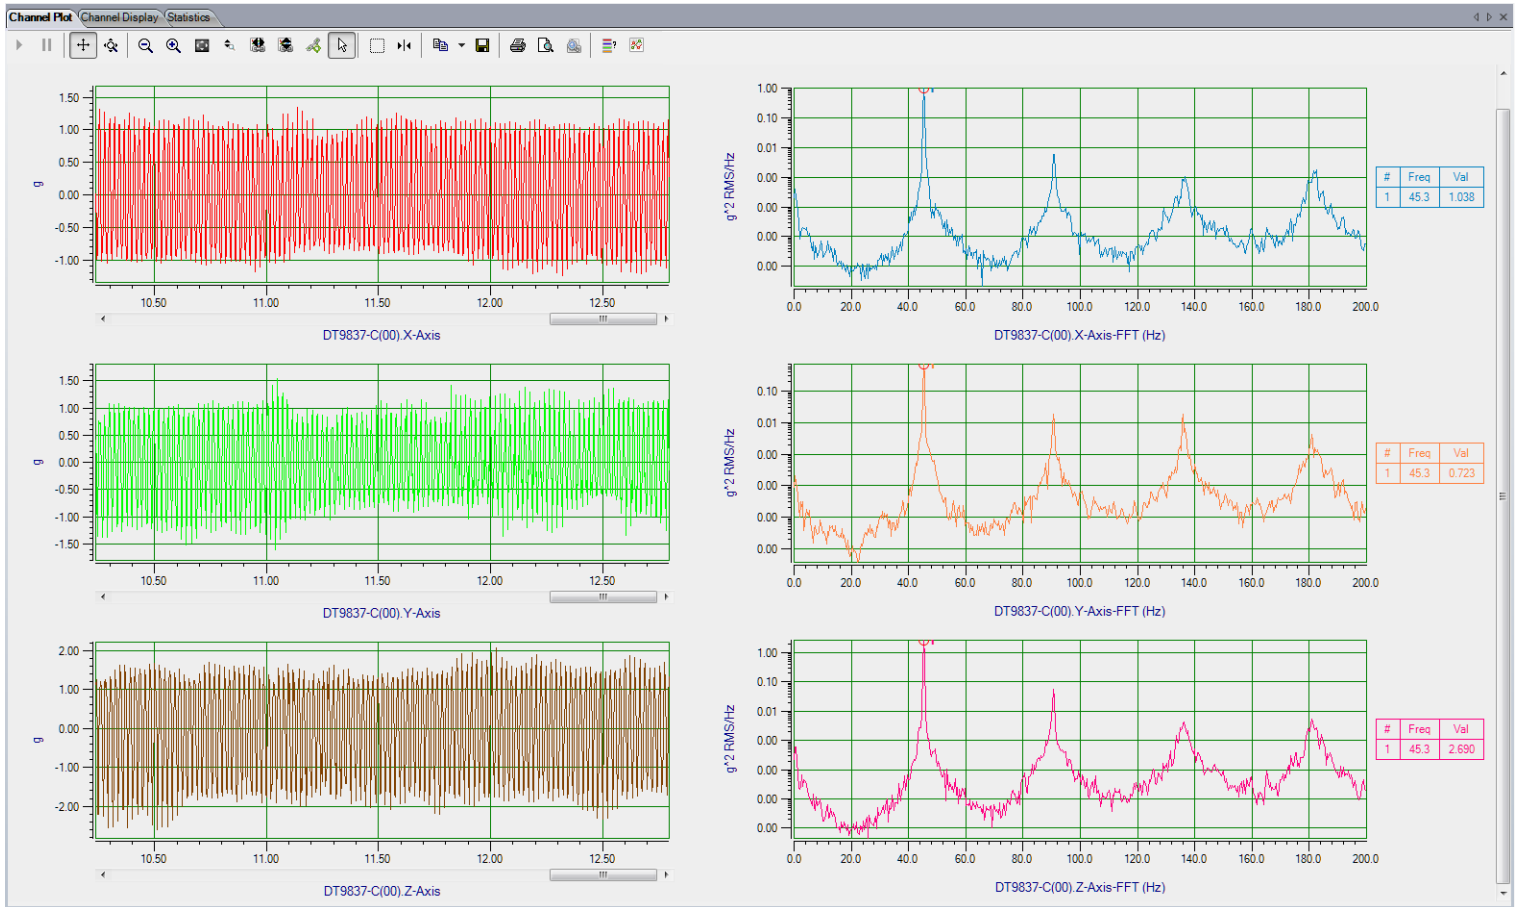 Channel Plot Channel Display Statistics
1.50
1.00
0.50
0.00
-0.50
-1.00
g
10.50 11.00 11.50 12.00 12.50
DT9837-C(00).X-Axis
1.00
0.10
0.01
0.00
0.00
0.00
0.00
g^2 RMS/Hz
0.0 20.0 40.0 60.0 80.0 100.0 120.0 140.0 160.0 180.0 200.0
DT9837-C(00).X-Axis-FFT (Hz)
# Freq Val
1 45.3 1.038
1.50
1.00
0.50
0.00
-0.50
-1.00
-1.50
g
10.50 11.00 11.50 12.00 12.50
DT9837-C(00).Y-Axis
0.10
0.01
0.00
0.00
0.00
0.00
g^2 RMS/Hz
0.0 20.0 40.0 60.0 80.0 100.0 120.0 140.0 160.0 180.0 200.0
DT9837-C(00).Y-Axis-FFT (Hz)
# Freq Val
1 45.3 0.723
2.00
1.00
0.00
-1.00
-2.00
g
10.50 11.00 11.50 12.00 12.50
DT9837-C(00).Z-Axis
1.00
0.10
0.01
0.00
0.00
0.00
0.00
g^2 RMS/Hz
0.0 20.0 40.0 60.0 80.0 100.0 120.0 140.0 160.0 180.0 200.0
DT9837-C(00).Z-Axis-FFT (Hz)
# Freq Val
1 45.3 2.690